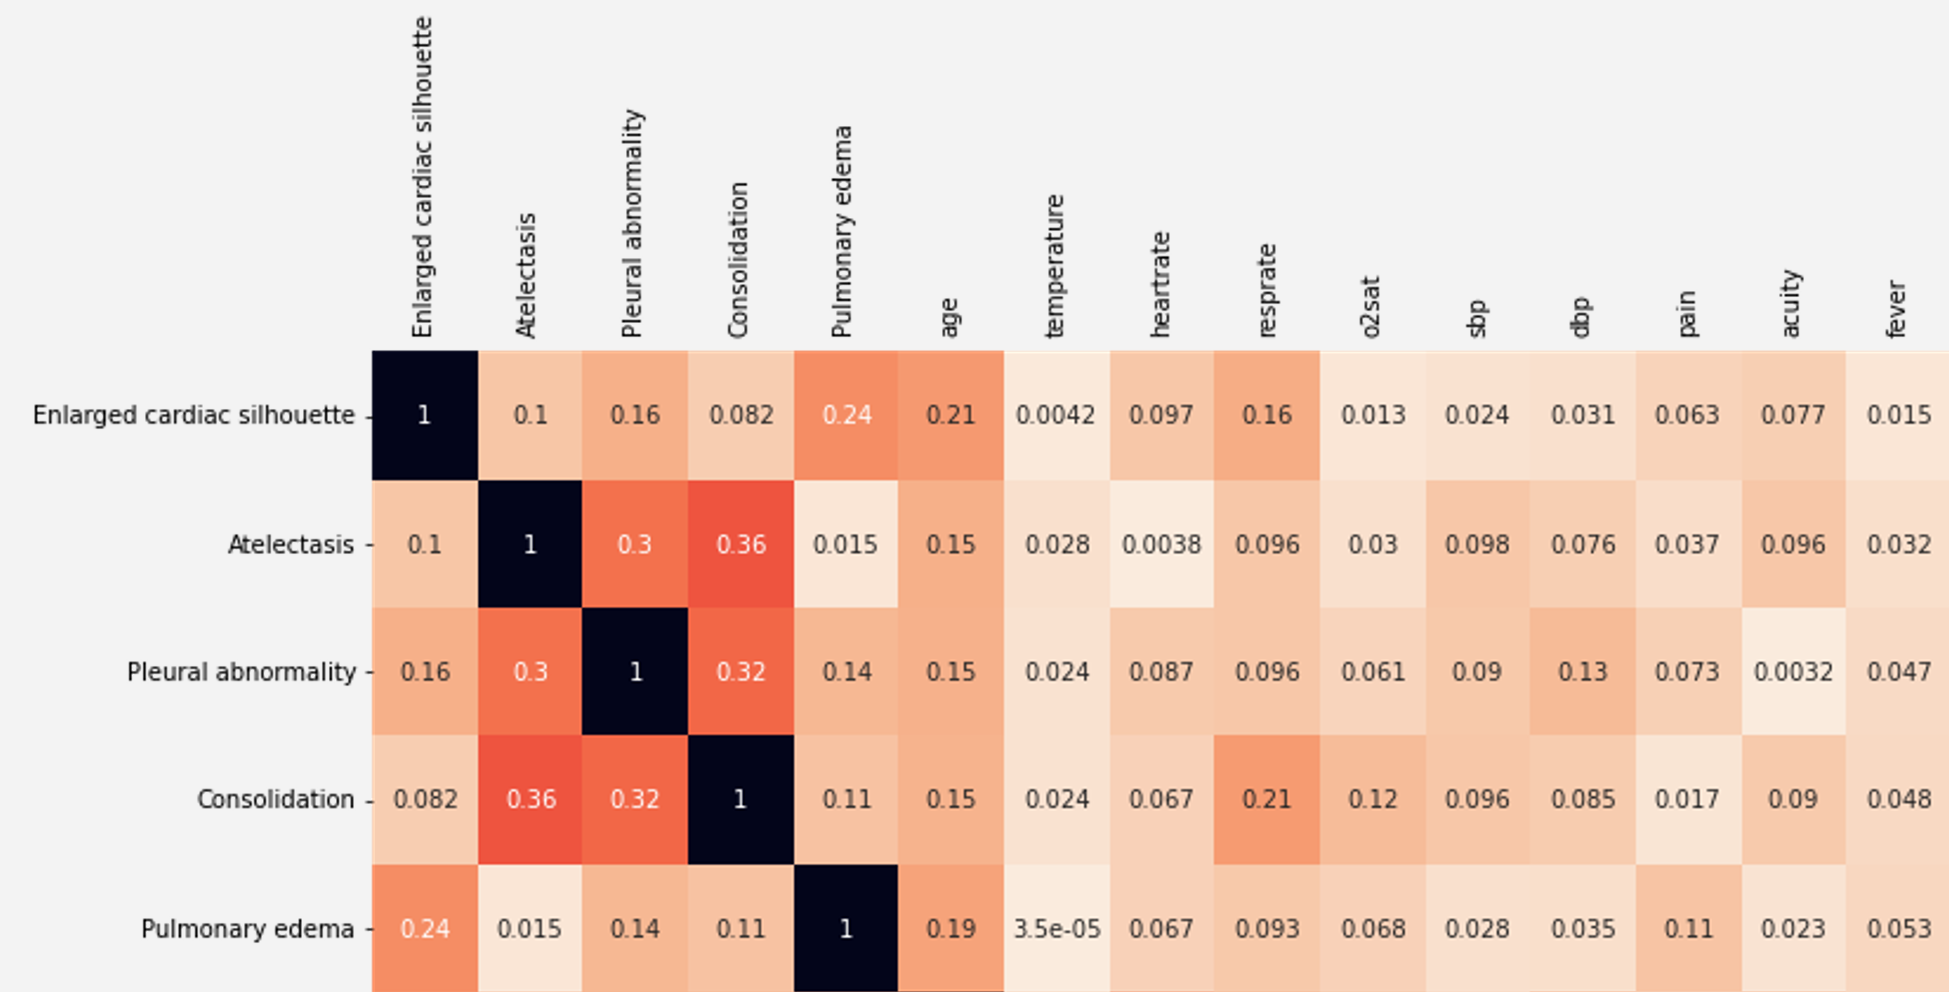 Enlarged cardiac silhouette
Atelectasis
Pleural abnormality
Consolidation
Pulmonary edema
age
temperature
heartrate
resprate
o2sat
sbp
dbp
pain
acuity
fever
Enlarged cardiac silhouette 1 0.1 0.16 0.082 0.24 0.21 0.0042 0.097 0.16 0.013 0.024 0.031 0.063 0.077 0.015
Atelectasis 0.1 1 0.3 0.36 0.015 0.15 0.028 0.0038 0.096 0.03 0.098 0.076 0.037 0.096 0.032
Pleural abnormality 0.16 0.3 1 0.32 0.14 0.15 0.024 0.087 0.096 0.061 0.09 0.13 0.073 0.0032 0.047
Consolidation 0.082 0.36 0.32 1 0.11 0.15 0.024 0.067 0.21 0.12 0.096 0.085 0.017 0.09 0.048
Pulmonary edema 0.24 0.015 0.14 0.11 1 0.19 3.5e-05 0.067 0.093 0.068 0.028 0.035 0.11 0.023 0.053